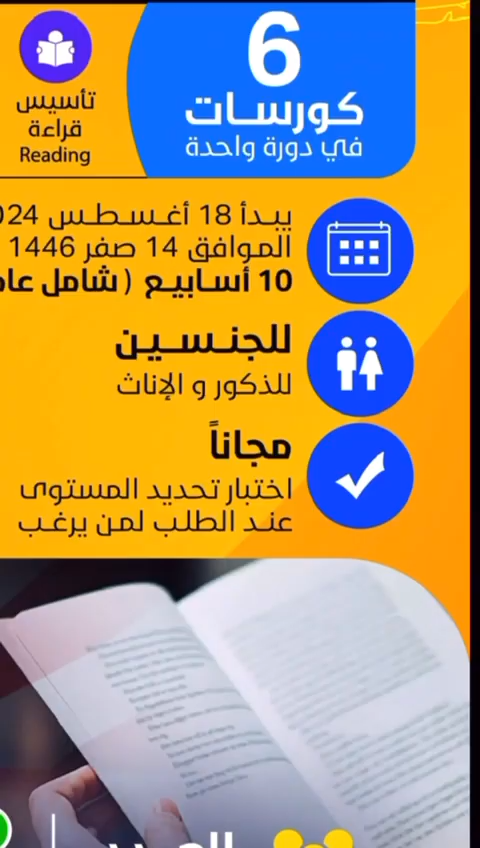 6
كورسات
في دورة واحدة
تأسيس
قراءة
Reading
يبدأ 18 أغسطس
الموافق 14 صفر 1446
10 أسابيع (شامل
للجنسين
للذكور و الإناث
مجاناً
اختبار تحديد المستوى
عند الطلب لمن يرغب